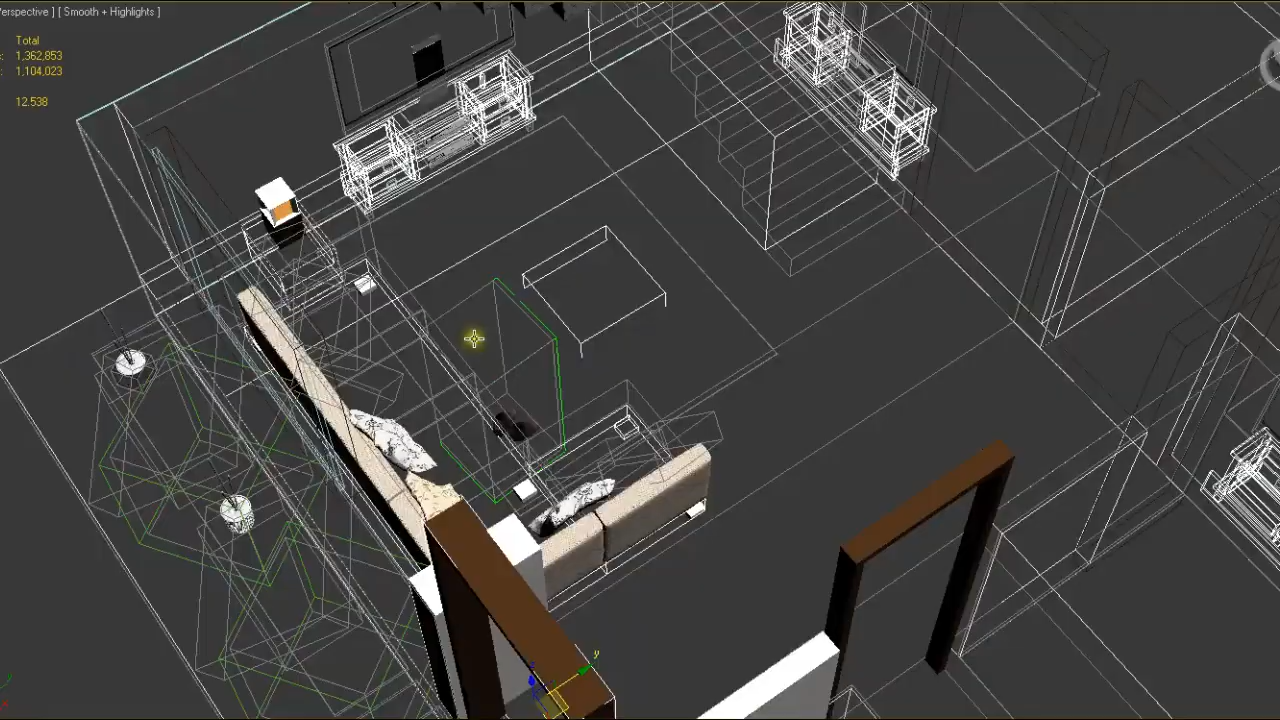 erspective ] [ Smooth + Highlights ]
Total
: 1,362,853
: 1,104,023
12.538
y